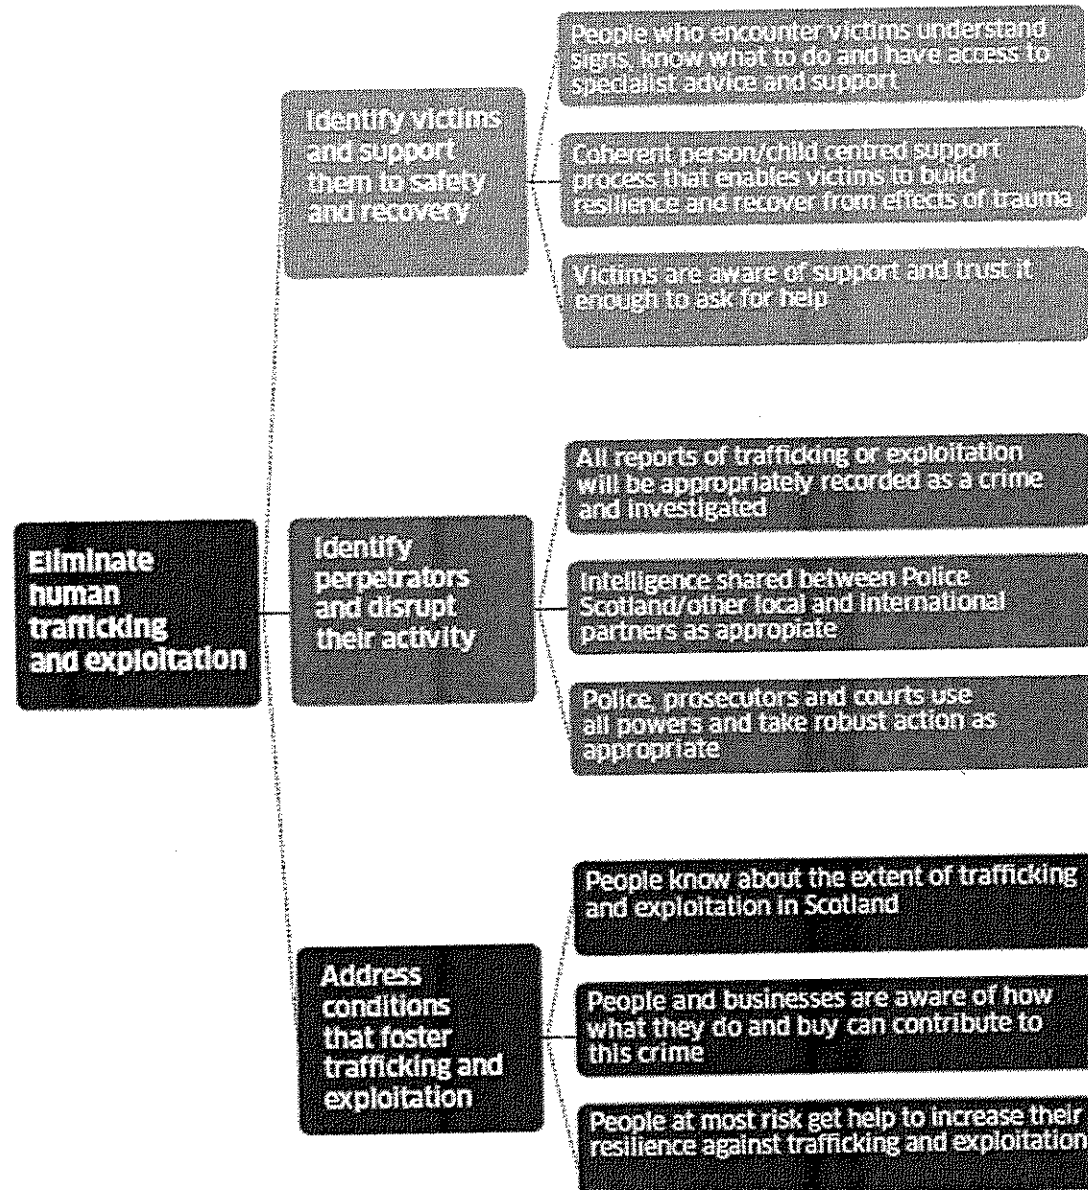 Eliminate
human
trafficking
and exploitation
Identify victims
and support
them to safety
and recovery
People who encounter victims understand
signs, know what to do and have access to
specialist advice and support
Coherent person/child centred support
process that enables victims to build
resilience and recover from effects of trauma
Victims are aware of support and trust it
enough to ask for help
Identify
perpetrators
and disrupt
their activity
All reports of trafficking or exploitation
will be appropriately recorded as a crime
and investigated
Intelligence shared between Police
Scotland/other local and international
partners as appropiate
Police, prosecutors and courts use
all powers and take robust action as
appropriate
Address
conditions
that foster
trafficking and
exploitation
People know about the extent of trafficking
and exploitation in Scotland
People and businesses are aware of how
what they do and buy can contribute to
this crime
People at most risk get help to increase their
resilience against trafficking and exploitation